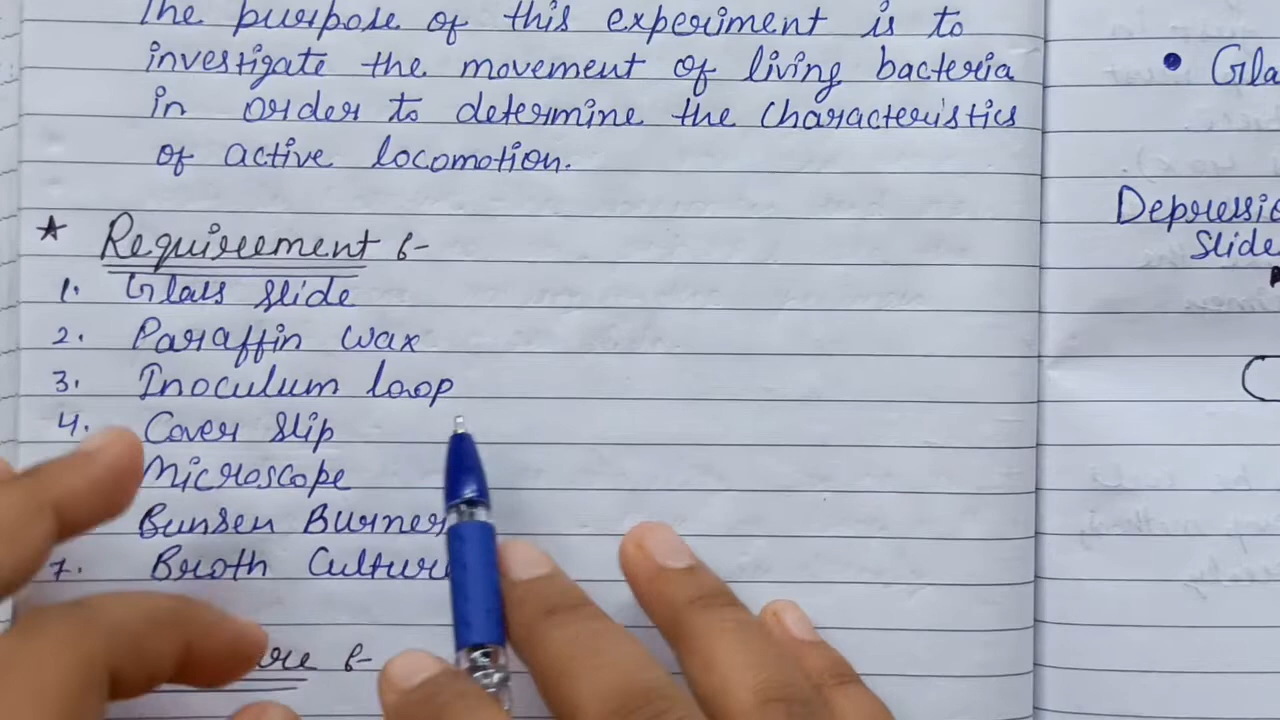 The purpose of this experiment is to
investigate the movement of living bacteria
in order to determine the characteristics
of active locomotion.
★ Requirement :-
1. Glass slide
2. Paraffin wax
3. Inoculum loop
4. Cover slip
Microscope
Bunsen Burner
7. Broth Culture
• Gla
Depressio
slide